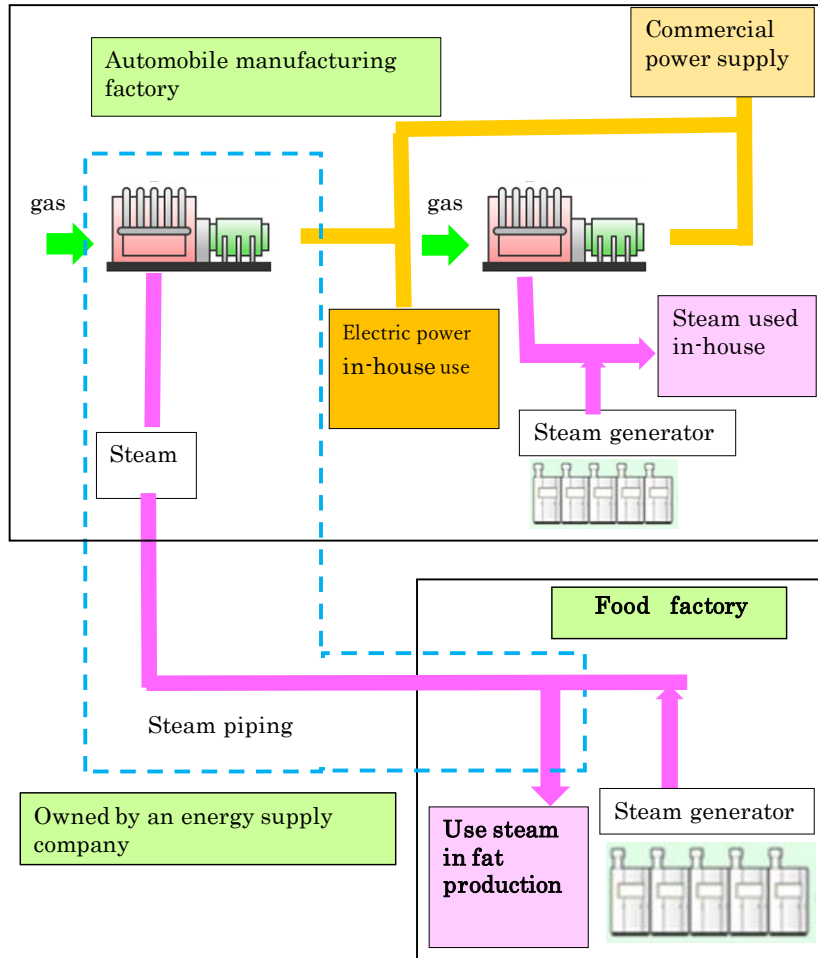 Commercial
power supply
Automobile manufacturing
factory
gas
gas
Electric power
in-house use
Steam used
in-house
Steam generator
Steam
Food factory
Steam piping
Owned by an energy supply
company
Use steam
in fat
production
Steam generator